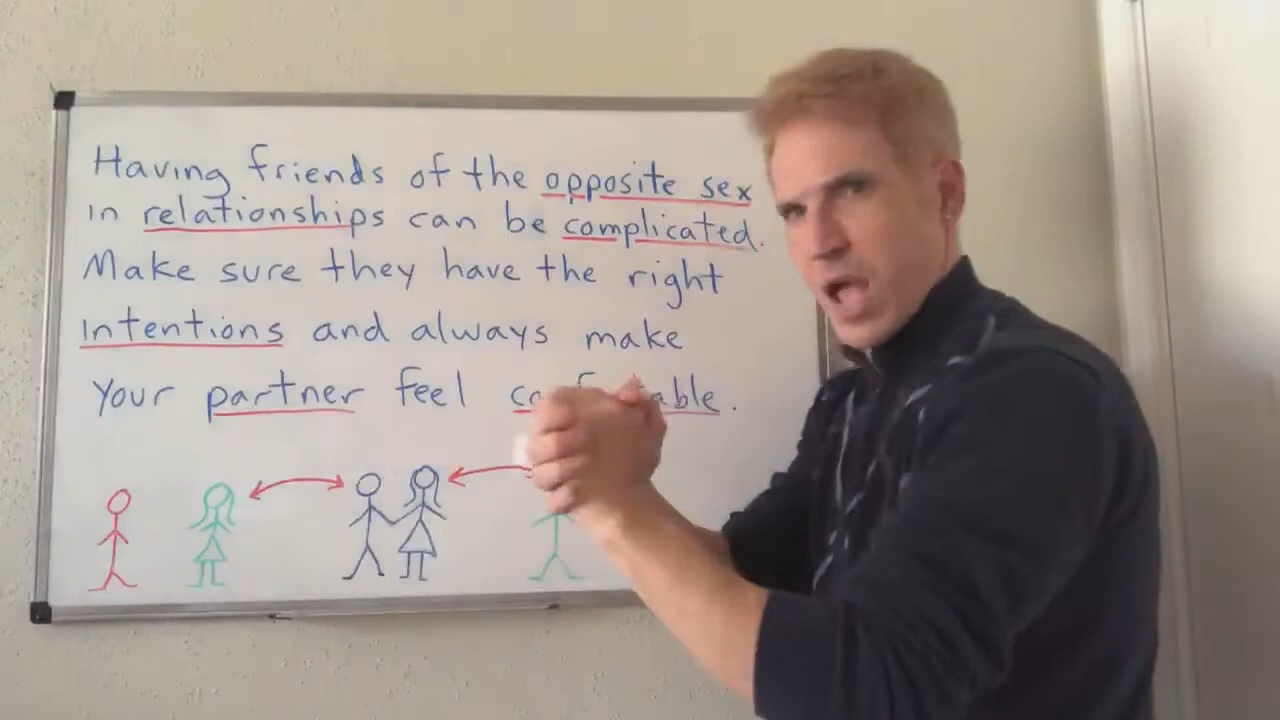 Having friends of the opposite sex
in relationships can be complicated.
Make sure they have the right
intentions and always make
your partner feel